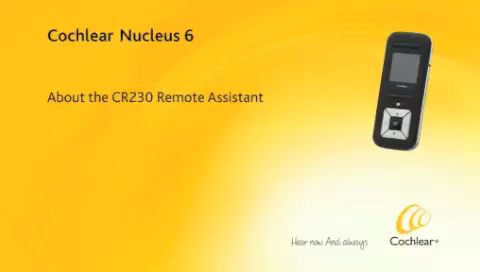 Cochlear Nucleus 6
About the CR230 Remote Assistant
Hear now. And always
Cochlear®